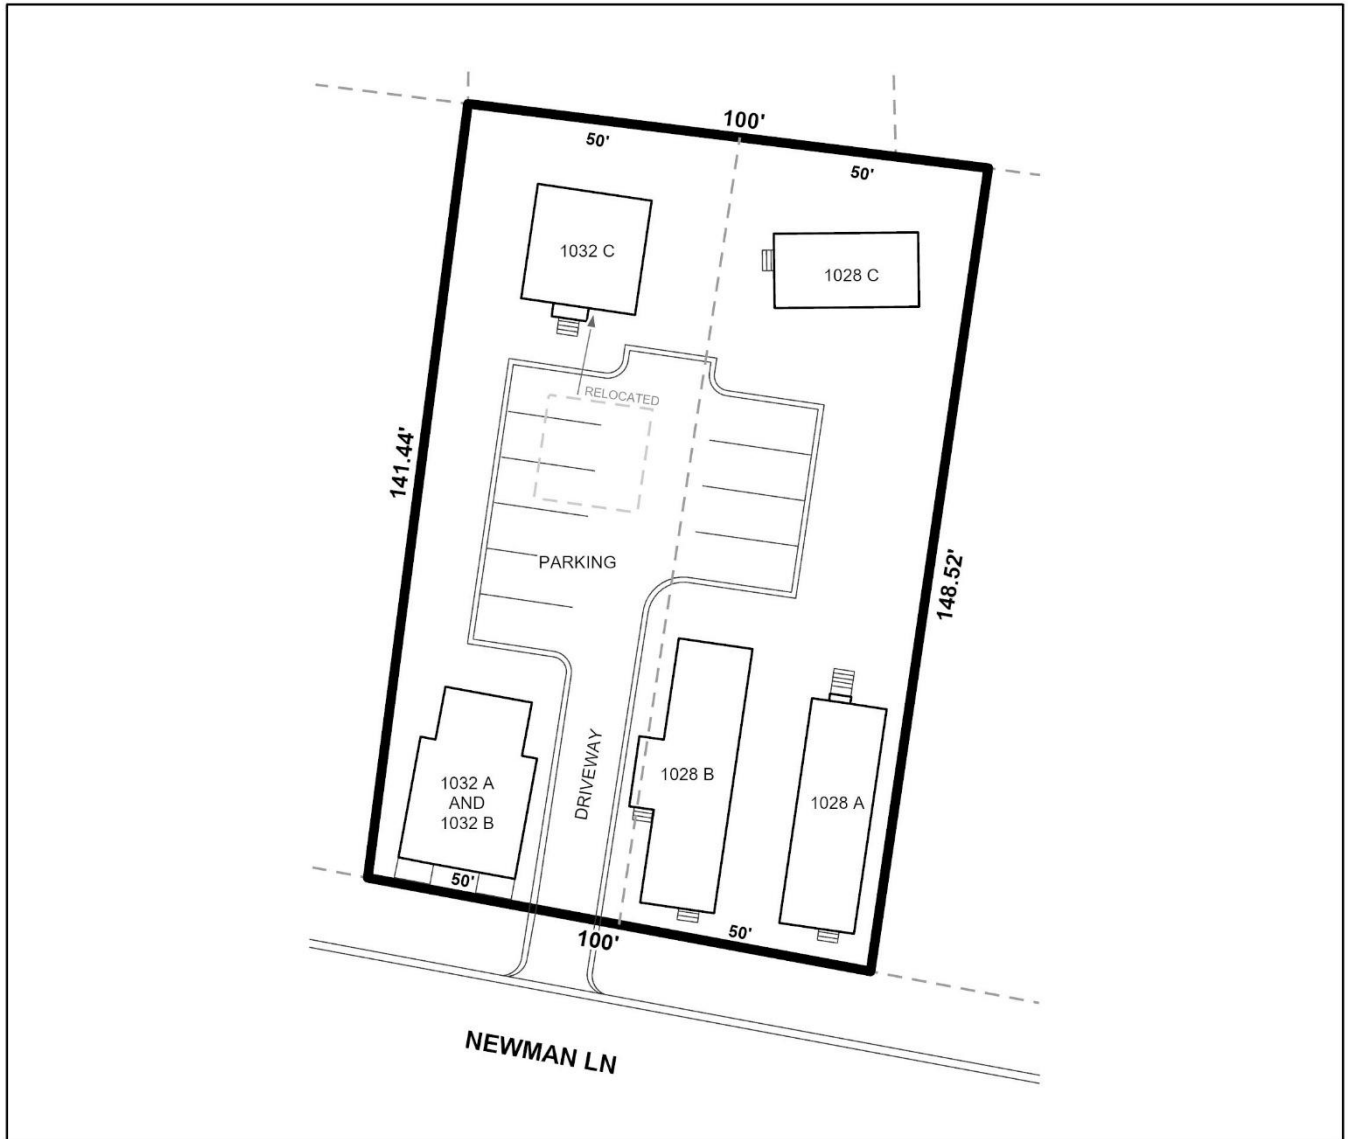 100'
50'
50'
1032 C
1028 C
RELOCATED
141.44'
PARKING
148.52'
DRIVEWAY
1028 B
1032 A
AND
1032 B
1028 A
50'
50'
100'
NEWMAN LN